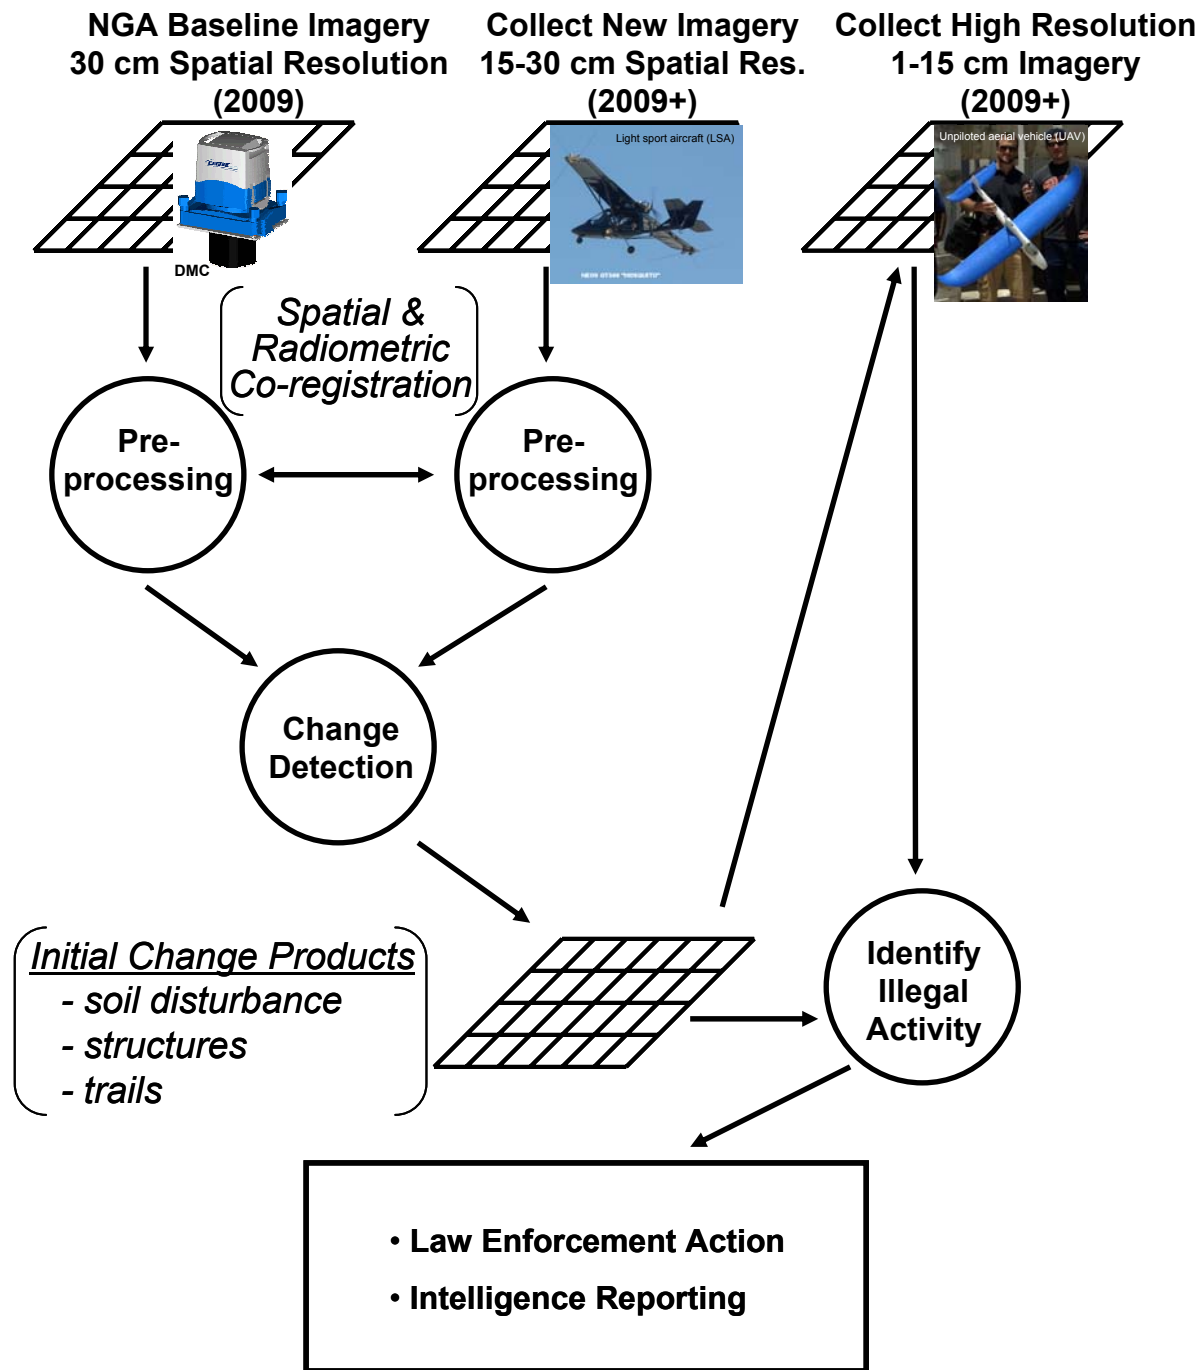 NGA Baseline Imagery
30 cm Spatial Resolution
(2009)
Collect New Imagery
15-30 cm Spatial Res.
(2009+)
Collect High Resolution
1-15 cm Imagery
(2009+)
DMC
Light sport aircraft (LSA)
Unpiloted aerial vehicle (UAV)
Spatial &
Radiometric
Co-registration
Pre-
processing
Pre-
processing
Change
Detection
Initial Change Products
- soil disturbance
- structures
- trails
Identify
Illegal
Activity
• Law Enforcement Action
• Intelligence Reporting